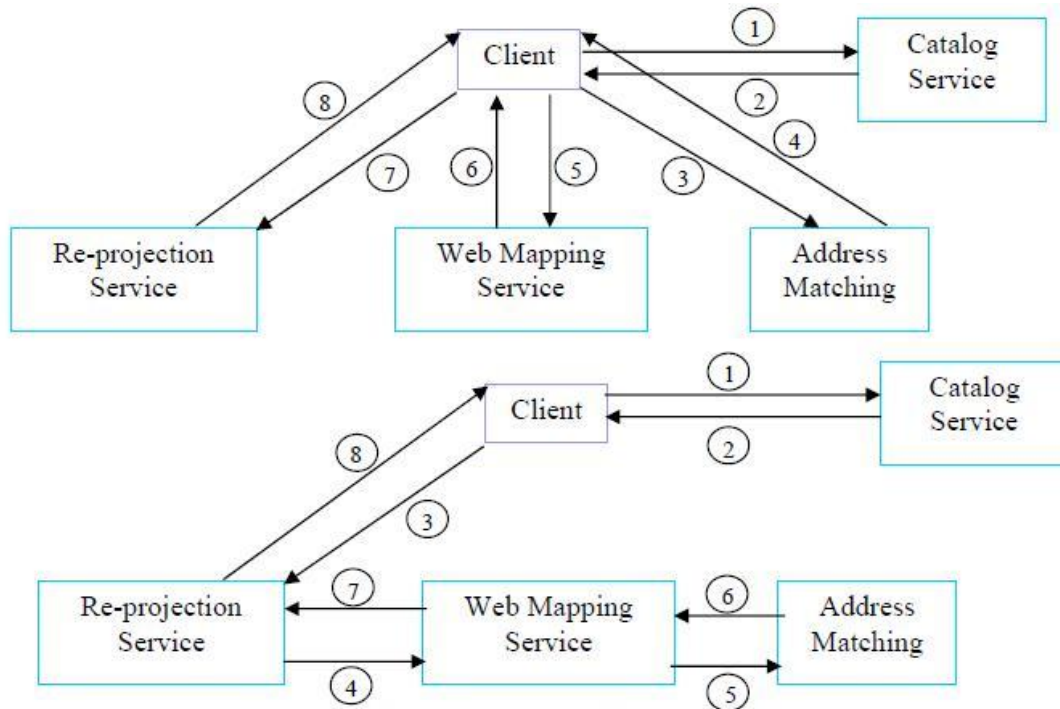 1
Client
Catalog
Service
2
8
4
7
6
5
3
Re-projection
Service
Web Mapping
Service
Address
Matching
1
Client
Catalog
Service
2
8
3
7
6
Re-projection
Service
Web Mapping
Service
Address
Matching
4
5